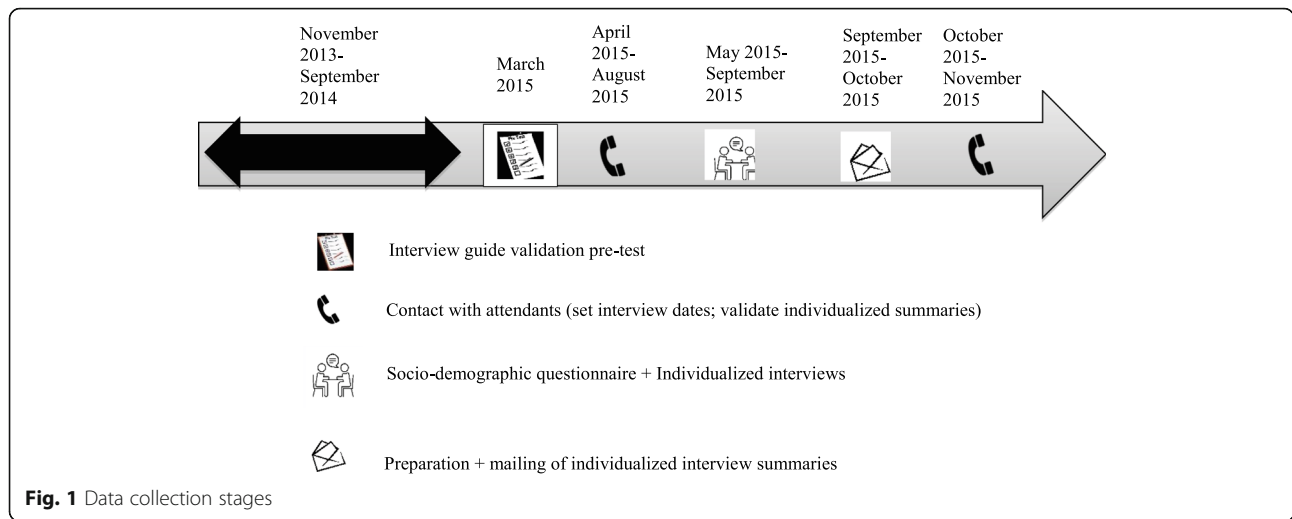 November
2013-
September
2014
March
2015
April
2015-
August
2015
May 2015-
September
2015
September
2015-
October
2015
October
2015-
November
2015
Interview guide validation pre-test
Contact with attendants (set interview dates; validate individualized summaries)
Socio-demographic questionnaire + Individualized interviews
Preparation + mailing of individualized interview summaries
Fig. 1 Data collection stages